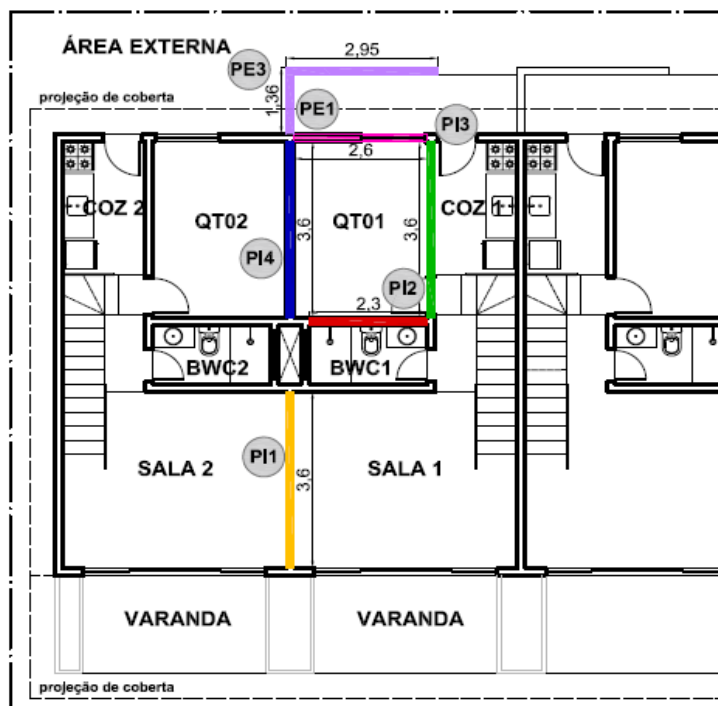 ÁREA EXTERNA
2,95
PE3
1,36
projeção de coberta
PE1
PI3
2,6
COZ 2
QT02
3,6
QT01
3,6
COZ 1
PI4
PI2
2,3
BWC2
BWC1
PI1
SALA 2
3,6
SALA 1
VARANDA
VARANDA
projeção de coberta